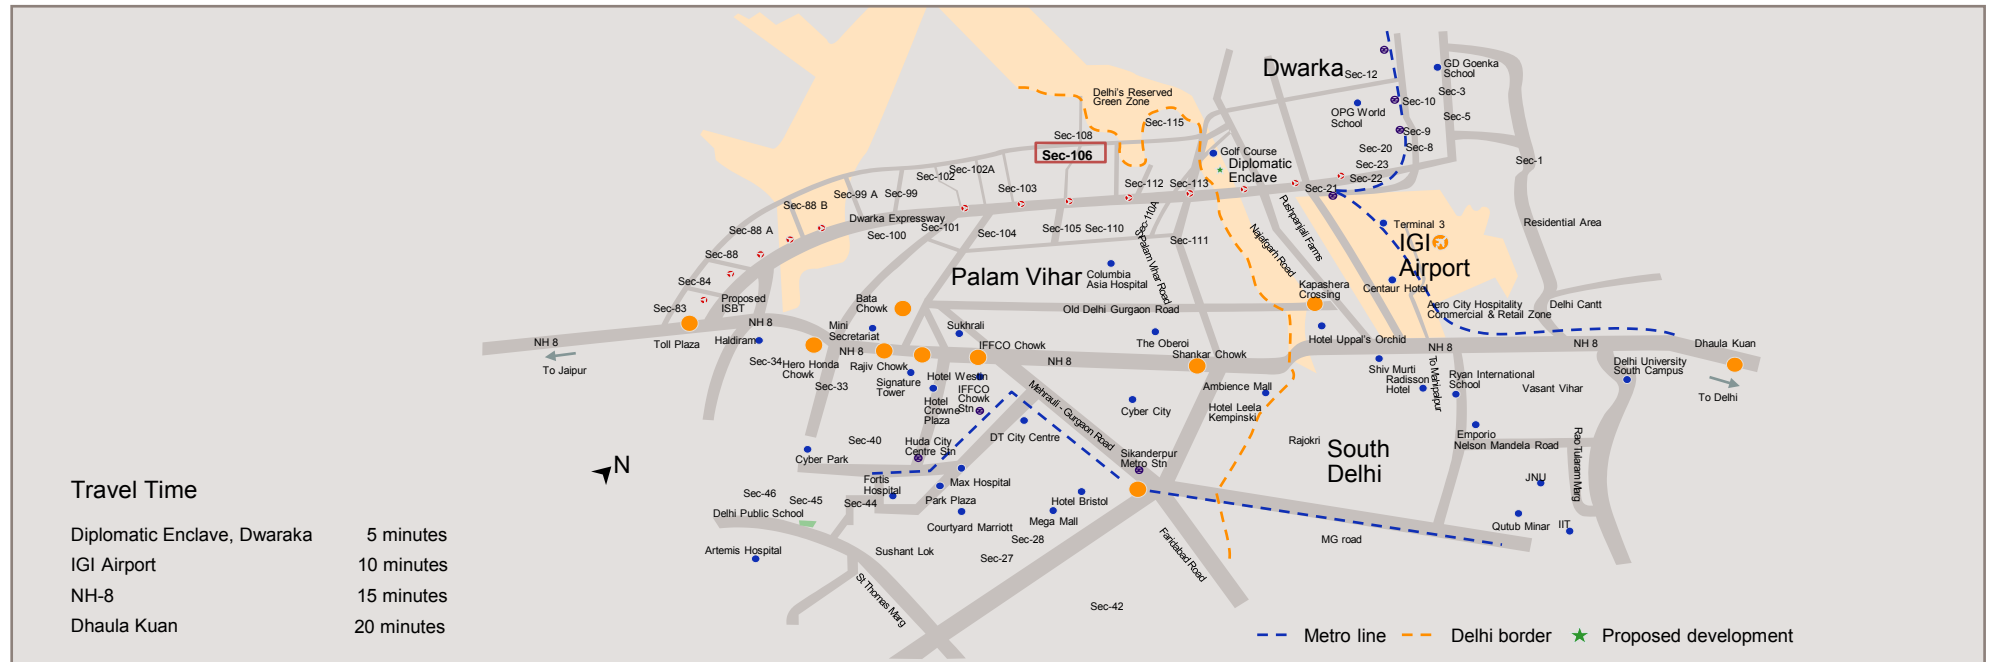 Dwarka
Sec-12
GD Goenka
School
Delhi's Reserved
Green Zone
Sec-3
Sec-10
OPG World
School
Sec-5
Sec-115
Sec-108
Sec-9
Sec-20
Sec-8
Sec-106
Golf Course
Diplomatic
Enclave
Sec-23
Sec-22
Sec-1
Sec-102
Sec-102A
Sec-103
Sec-112
Sec-113
Sec-21
Sec-99 A
Sec-99
Sec-88 B
Dwarka Expressway
Sec-88 A
Sec-100
Sec-101
Sec-104
Sec-105
Sec-110
Sec-110A
Sec-111
Palam Vihar Road
Najafgarh Road
Pushpanjali Farms
Terminal 3
Residential Area
IGI
Airport
Sec-88
Sec-84
Palam Vihar
Columbia
Asia Hospital
Kapashera
Crossing
Centaur Hotel
Sec-83
Proposed
ISBT
Bata
Chowk
Old Delhi Gurgaon Road
Aero City Hospitality
Commercial & Retail Zone
Delhi Cantt
NH 8
Mini
Secretariat
Sukhrali
NH 8
To Jaipur
Toll Plaza
Haldiram
Sec-34
Hero Honda
Chowk
NH 8
Rajiv Chowk
IFFCO Chowk
NH 8
The Oberoi
Shankar Chowk
Hotel Uppal's Orchid
NH 8
NH 8
Dhaula Kuan
To Delhi
Sec-33
Signature
Tower
Hotel Westin
IFFCO
Chowk
Stn
Hotel
Crowne
Plaza
Mehrauli - Gurgaon Road
Cyber City
Ambience Mall
Hotel Leela
Kempinski
Shiv Murti
Radisson
Hotel
To Mahipalpur
Ryan International
School
Vasant Vihar
Delhi University
South Campus
Sec-40
Huda City
Centre Stn
DT City Centre
Rajokri
South
Delhi
Emporio
Nelson Mandela Road
Rao Tularam Marg
Cyber Park
Sikanderpur
Metro Stn
N
Fortis
Hospital
Max Hospital
JNU
Sec-46
Sec-45
Sec-44
Park Plaza
Hotel Bristol
Delhi Public School
Courtyard Marriott
Mega Mall
Qutub Minar
IIT
Artemis Hospital
Sushant Lok
Sec-28
Sec-27
Faridabad Road
MG road
St Thomas Marg
Sec-42
Travel Time
Diplomatic Enclave, Dwaraka 5 minutes
IGI Airport 10 minutes
NH-8 15 minutes
Dhaula Kuan 20 minutes
Metro line Delhi border Proposed development